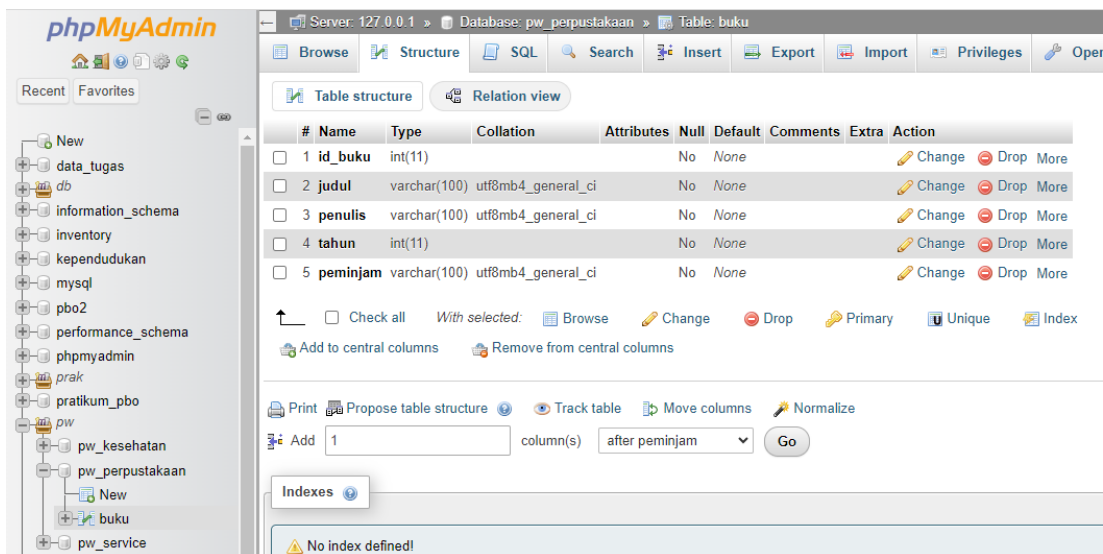 phpMyAdmin
Recent Favorites
New
data_tugas
db
information_schema
inventory
kependudukan
mysql
pbo2
performance_schema
phpmyadmin
prak
pratikum_pbo
pw
pw_kesehatan
pw_perpustakaan
New
buku
pw_service
Server: 127.0.0.1 » Database: pw_perpustakaan » Table: buku
Browse Structure SQL Search Insert Export Import Privileges Oper
Table structure Relation view
# Name Type Collation Attributes Null Default Comments Extra Action
1 id_buku int(11) No None Change Drop More
2 judul varchar(100) utf8mb4_general_ci No None Change Drop More
3 penulis varchar(100) utf8mb4_general_ci No None Change Drop More
4 tahun int(11) No None Change Drop More
5 peminjam varchar(100) utf8mb4_general_ci No None Change Drop More
Check all With selected: Browse Change Drop Primary Unique Index
Add to central columns Remove from central columns
Print Propose table structure Track table Move columns Normalize
Add 1 column(s) after peminjam Go
Indexes
No index defined!